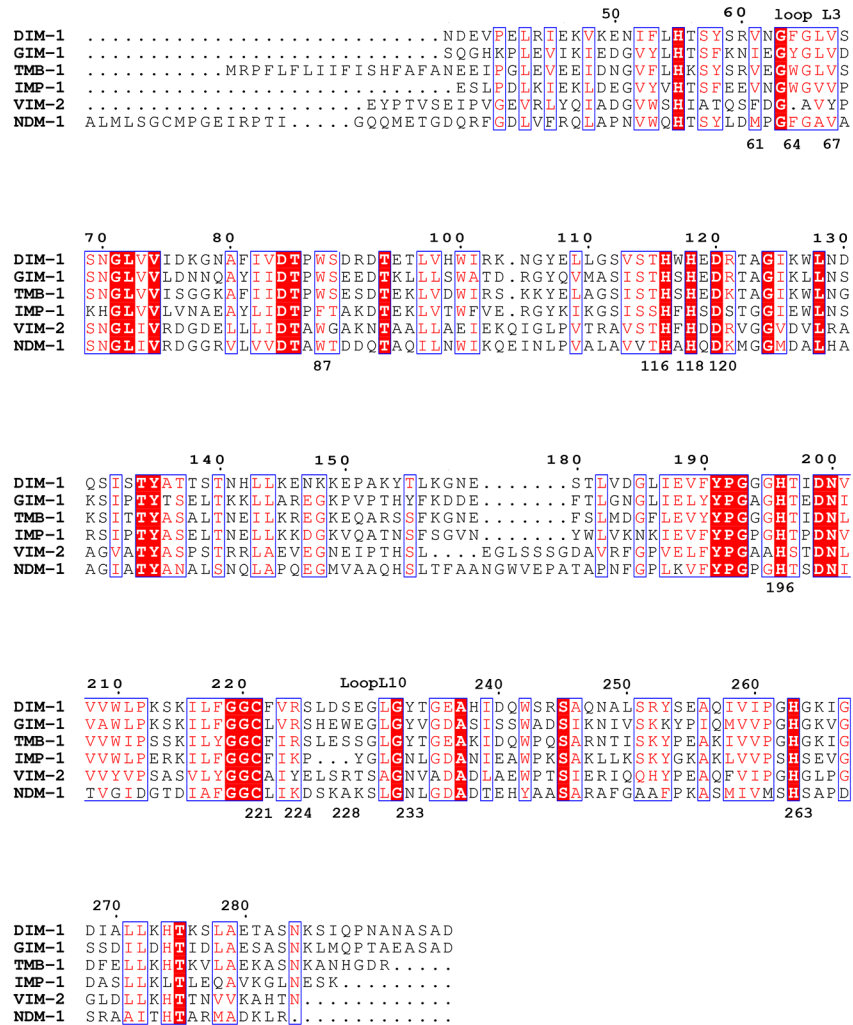 50 60 loop L3
DIM-1 ............................NDEVPELRIEKVKENIFLHTSYSRVNGFGLVS
GIM-1 ............................SQGHKPLEVIKIEDGVYLHTSFKNIEGYGLVD
TMB-1 ...........MRPFLFLIIFISHFAFANEEIPGLEVEEIDNGVFLHKSYSRVEGWGLVS
IMP-1 .............................ESLPDLKIEKLDEGVYVHTSFEEVNGWGVVP
VIM-2 ......................EYPTVSEIPVGEVRLYQIADGVWSHIATQSFDG.AVYP
NDM-1 ALMLSGCMPGEIRPTI.....GQQMETGDQRFGDLVFRQLAPNVWQHTSYLDMPGFGAVA
61 64 67
70 80 90 100 110 120 130
DIM-1 SNGLVVIDKGNAFIVDTPWSDRDTETLVHWIRK.NGYELLGSVSTHWHEDRTAGIKWLND
GIM-1 SNGLVVLDNNQAYIIDTPWSEEDTKLLLSWATD.RGYQVMASISTHSHEDRTAGIKLLNS
TMB-1 SNGLVVISGGKAFIIDTPWSESDTEKLVDWIRS.KKYELAGSISTHSHEDRTAGIKWLNG
IMP-1 KHGLVVLVNAEAYLIDTPFTAKDTEKLVTWFVE.RGYKIKGSISSHFHSDSTGGIEWLNS
VIM-2 SNGLIVRDGDELLLIDTAWGAKNTAALLAEIEKQIGLPVTRAVSTHFHDDRVGGVDVLRA
NDM-1 SNGLIVRDGGRVLVVDTAWTDDQTAQILNWIKQEINLPVALAVVTHAHQDKMGGMDALHA
87 116 118 120
140 150 180 190 200
DIM-1 QSISTYATTSTNHLLKENKKEPAKYTLKGNE.......STLVDGLIEVFYPGGGHTIDNV
GIM-1 KSIPTYTSELTKKLLAREGKPVPTHYFKDDE.......FTLGNGLIELYYPGAGHTEDNI
TMB-1 KSITTYASALTNEILKREGKEQARSSFKGNE.......FSLMDGFLEVYYPGGGHTIDNL
IMP-1 RSIPTYASELTNELLKKDGKVQATNSFSGVN.......YWLVKNKIEVFYPGPGHTPDNV
VIM-2 AGVATYASPSTRRLAEVEGNEIPTHSL....EGLSSSGDAVRFGPVELFYPGAAHSTDNL
NDM-1 AGIATYANALSNQLAPQEGMVAAQHSLTFAANGWVEPATAPNFGPLKVFYPGPGHTSDNI
196
210 220 LoopL10 240 250 260
DIM-1 VVWLPKSKILFGGCFVRSLDSEGLGYTGEAHIDQWSRSAQNALSRYSEAQIVIPGHGKIG
GIM-1 VAWLPKSKILFGGCLVRSHEWEGLGYVGDASISSWADSIKNIVSKKYPIQMVVPGHGKVG
TMB-1 VVWIPSSKILYGGCFIRSLESSGLGYTGEAKIDQWPQSARNTISKYPEAKIVVPGHGKIG
IMP-1 VVWLPERKILFGGCFIKP...YGLGNLGDANIEAWPKSAKLLKSKYGKAKLVVPSHSEVG
VIM-2 VVYVPSASVLYGGCAIYELSRTSAGNVADADLAEWPTSIERIQQHYPEAQFVIPGHGLPG
NDM-1 TVGIDGTDIAFGGCLIKDSKAKSLGNLGDADTEHYAASARAFGAAFPKASMIVMSHSAPD
221 224 228 233 263
270 280
DIM-1 DIALLKHTKSLAETASNKSIQPNANASAD
GIM-1 SSDILDHTIDLAESASNKLMQPTAEASAD
TMB-1 DFELLKHTKVLAEKASNKANHGDR.....
IMP-1 DASLLKLTLEQAVKGLNESK.........
VIM-2 GLDLLKHTTNVVKAHTN............
NDM-1 SRAAITHTARMADKLR.............